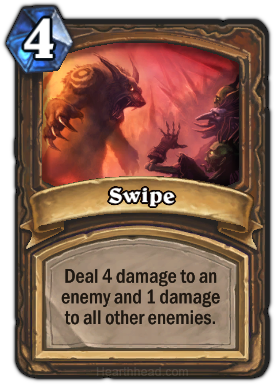 4
Swipe
Deal 4 damage to an
enemy and 1 damage
to all other enemies.
Hearthhead.com